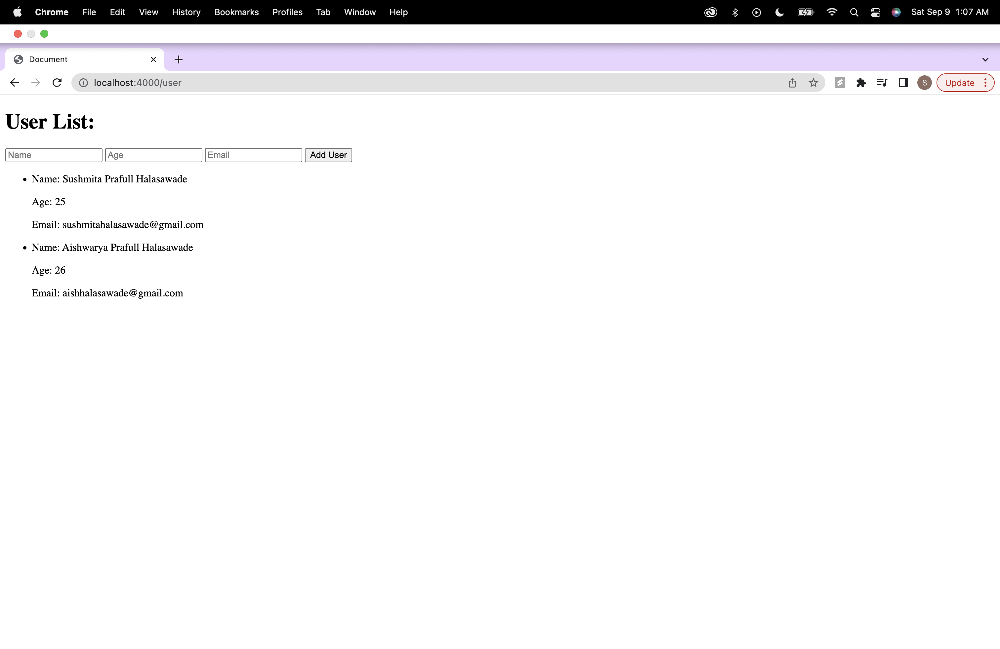 Chrome File Edit View History Bookmarks Profiles Tab Window Help Sat Sep 9 1:07 AM
Document
localhost:4000/user S Update
User List:
Name Age Email Add User
Name: Sushmita Prafull Halasawade
Age: 25
Email: sushmitahalasawade@gmail.com
Name: Aishwarya Prafull Halasawade
Age: 26
Email: aishhalasawade@gmail.com